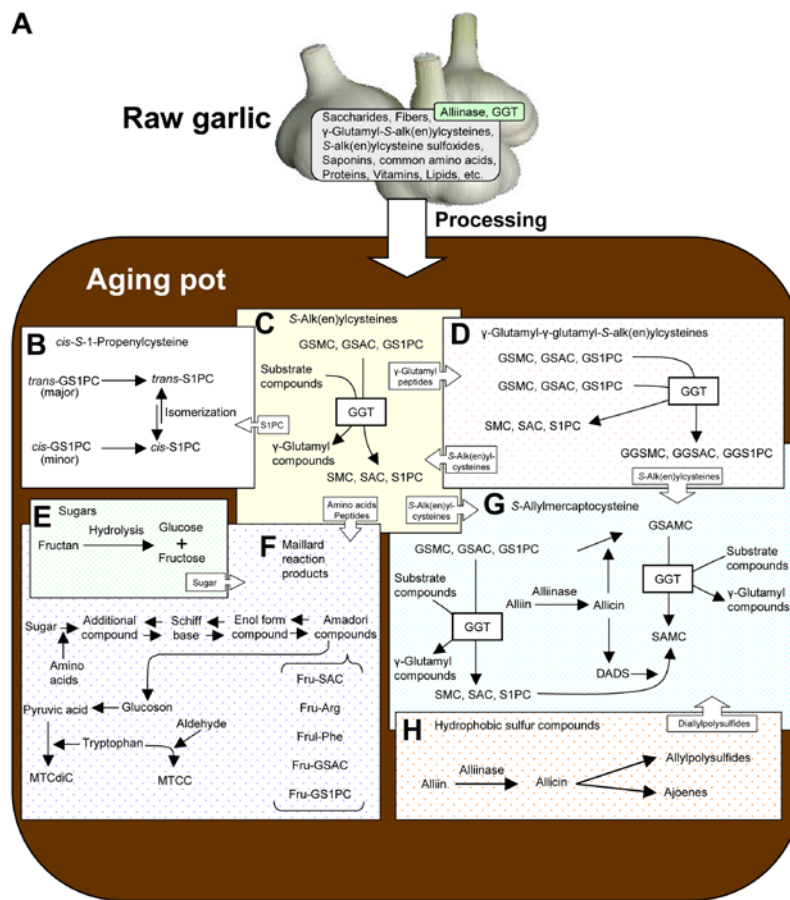 A
Raw garlic
Saccharides, Fibers,
Alliinase, GGT
γ-Glutamyl-S-alk(en)ylcysteines,
S-alk(en)ylcysteine sulfoxides,
Saponins, common amino acids,
Proteins, Vitamins, Lipids, etc.
Processing
Aging pot
B
cis-S-1-Propenylcysteine
trans-GS1PC
(major)
trans-S1PC
Isomerization
cis-GS1PC
(minor)
cis-S1PC
S1PC
C
S-Alk(en)ylcysteines
GSMC, GSAC, GS1PC
Substrate
compounds
GGT
γ-Glutamyl
compounds
SMC, SAC, S1PC
γ-Glutamyl
peptides
S-Alk(en)yl-
cysteines
Amino acids
Peptides
S-Alk(en)yl-
cysteines
D
γ-Glutamyl-γ-glutamyl-S-alk(en)ylcysteines
GSMC, GSAC, GS1PC
GSMC, GSAC, GS1PC
GGT
SMC, SAC, S1PC
GGSMC, GGSAC, GGS1PC
S-Alk(en)ylcysteines
E
Sugars
Fructan
Hydrolysis
Glucose
+
Fructose
Sugar
F
Maillard
reaction
products
Sugar
Additional
compound
Schiff
base
Enol form
compound
Amadori
compounds
Amino
acids
Fru-SAC
Fru-Arg
Frul-Phe
Fru-GSAC
Fru-GS1PC
Pyruvic acid
Glucoson
Aldehyde
Tryptophan
MTCdiC
MTCC
G
S-Allylmercaptocysteine
GSMC, GSAC, GS1PC
GSAMC
Substrate
compounds
GGT
γ-Glutamyl
compounds
SMC, SAC, S1PC
Alliin
Alliinase
Allicin
DADS
Substrate
compounds
GGT
γ-Glutamyl
compounds
SAMC
Diallypolysufides
H
Hydrophobic sulfur compounds
Alliin
Alliinase
Allicin
Allylpolysulfides
Ajoenes